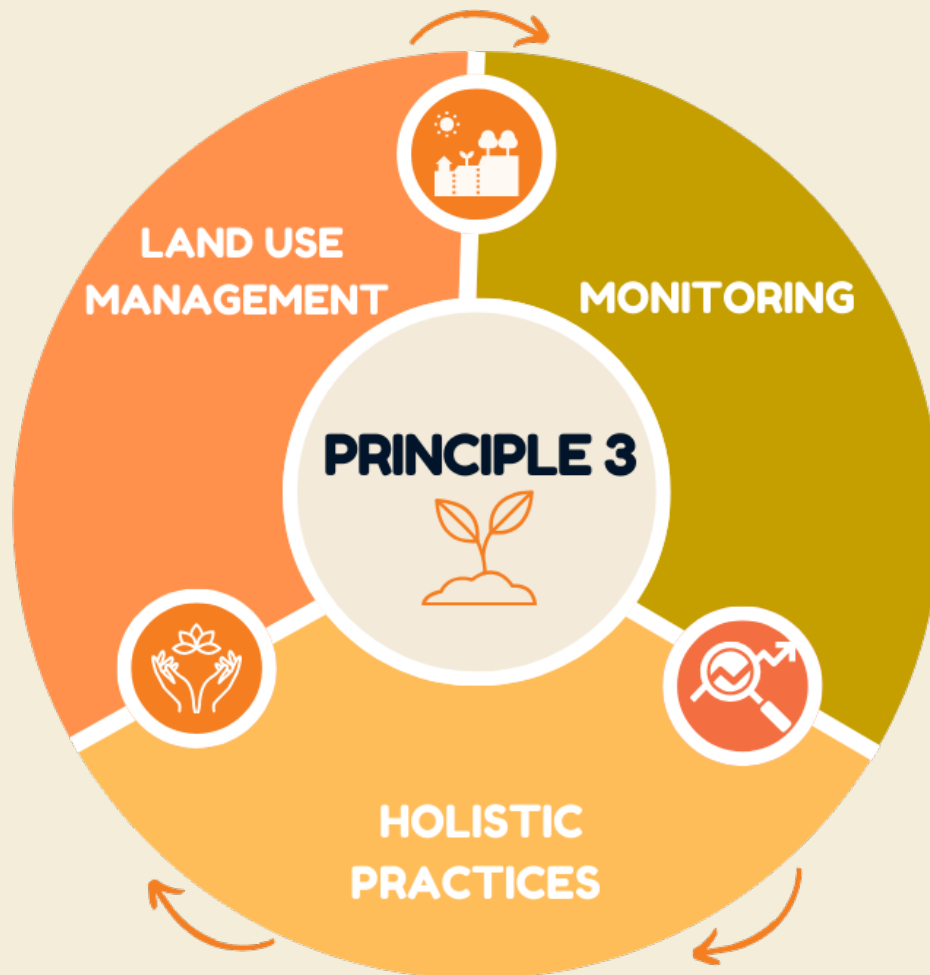 LAND USE
MANAGEMENT
MONITORING
PRINCIPLE 3
HOLISTIC
PRACTICES